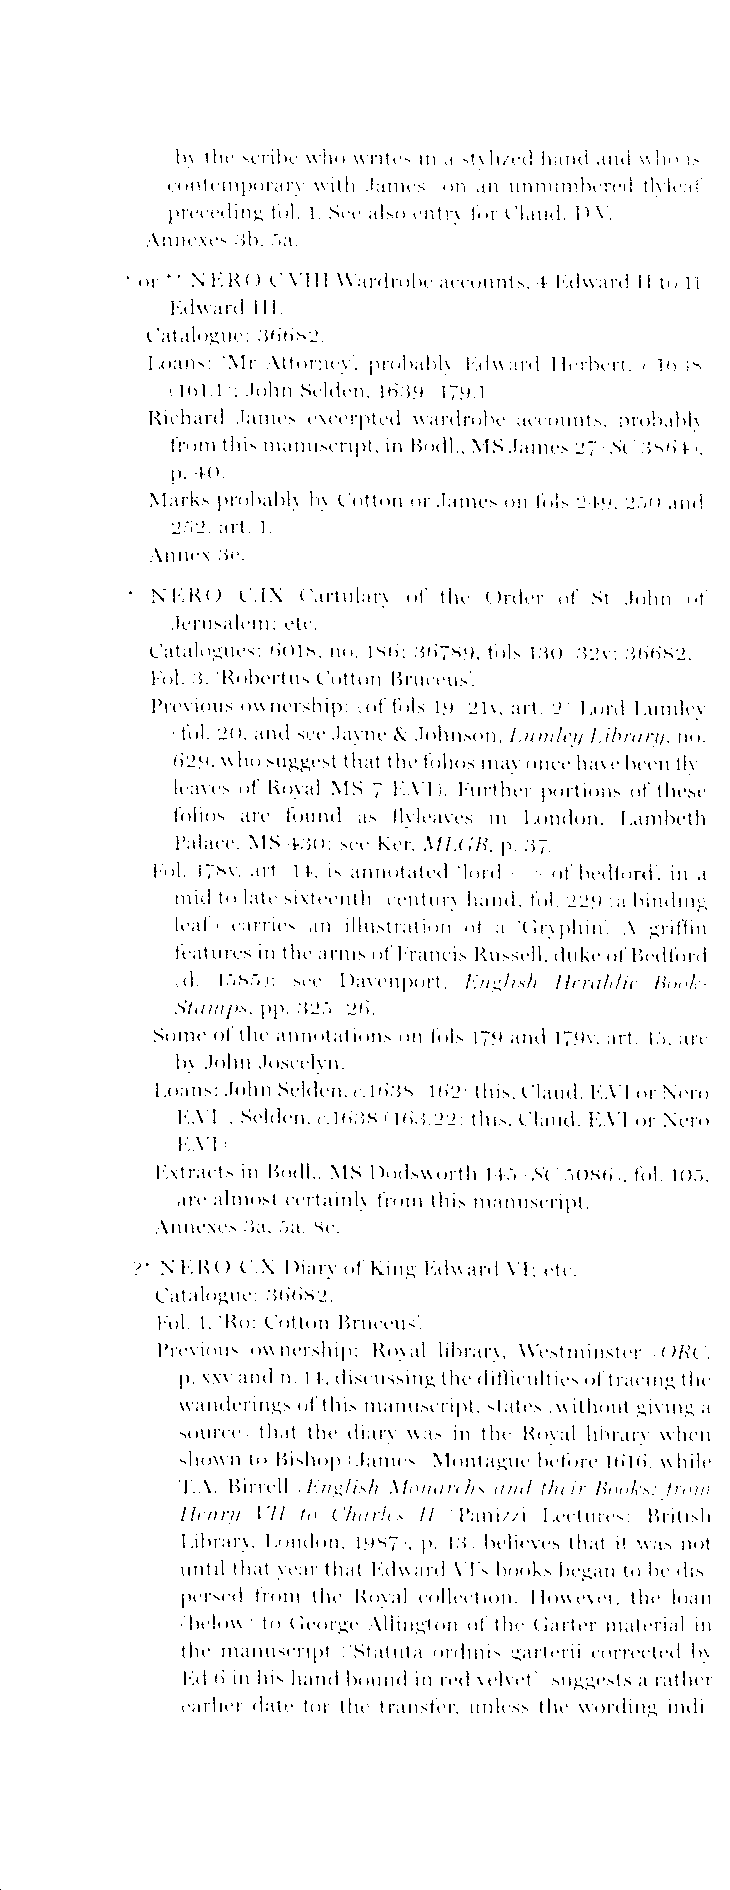 by the scribe who writes in a stylized hand and who is
contemporary with James on an unnumbered flyleaf
preceding fol. 1. See also entry for Claud. D.V.
Annexes 3b, 5a.
* or ** NERO C.VIII Wardrobe accounts, 4 Edward II to 11
Edward III.
Catalogue: 36682.
Loans: 'Mr Attorney', probably Edward Herbert, c.1638
(161.1); John Selden, 1639 (179.1)
Richard James excerpted wardrobe accounts, probably
from this manuscript, in Bodl., MS James 27 (SC 3864),
p. 40.
Marks probably by Cotton or James on fols 249, 250 and
252, art. 1.
Annex 3e.
* NERO C.IX Cartulary of the Order of St John of
Jerusalem; etc.
Catalogues: 6018, no. 186; 36789, fols 130–32v; 36682.
Fol. 3, 'Robertus Cotton Bruceus'.
Previous ownership: (of fols 19–21v, art. 2) Lord Lumley
(fol. 20, and see Jayne & Johnson, Lumley Library, no.
629, who suggest that the folios may once have been fly-
leaves of Royal MS 7 E.VI). Further portions of these
folios are found as flyleaves in London, Lambeth
Palace, MS 430; see Ker, MLGB, p. 37.
Fol. 178v, art. 14, is annotated 'lord of bedford', in a
mid to late sixteenth-century hand, fol. 229 (a binding
leaf) carries an illustration of a 'Gryphin'. A griffin
features in the arms of Francis Russell, duke of Bedford
(d. 1585); see Davenport, English Heraldic Book-
Stamps, pp. 325–26.
Some of the annotations on fols 179 and 179v, art. 15, are
by John Joscelyn.
Loans: John Selden, c.1638 (162: this, Claud. E.VI or Nero
E.VI); Selden, c.1638 (163.22: this, Claud. E.VI or Nero
E.VI)
Extracts in Bodl., MS Dodsworth 145 (SC 5086), fol. 105,
are almost certainly from this manuscript.
Annexes 3a, 5a, 8c.
?* NERO C.X Diary of King Edward VI; etc.
Catalogue: 36682.
Fol. 1, 'Ro: Cotton Bruceus'.
Previous ownership: Royal library, Westminster (ORC,
p. xxv and n. 14, discussing the difficulties of tracing the
wanderings of this manuscript, states (without giving a
source) that the diary was in the Royal library when
shown to Bishop (James) Montague before 1616, while
T.A. Birrell (English Monarchs and their Books: from
Henry VII to Charles II (Panizzi Lectures; British
Library, London, 1987), p. 13) believes that it was not
until that year that Edward VI's books began to be dis-
persed from the Royal collection. However, the loan
(below) to George Allington of the Garter material in
the manuscript ('Statuta ordinis garterii corrected by
Ed 6 in his hand bound in red velvet') suggests a rather
earlier date for the transfer, unless the wording indi-